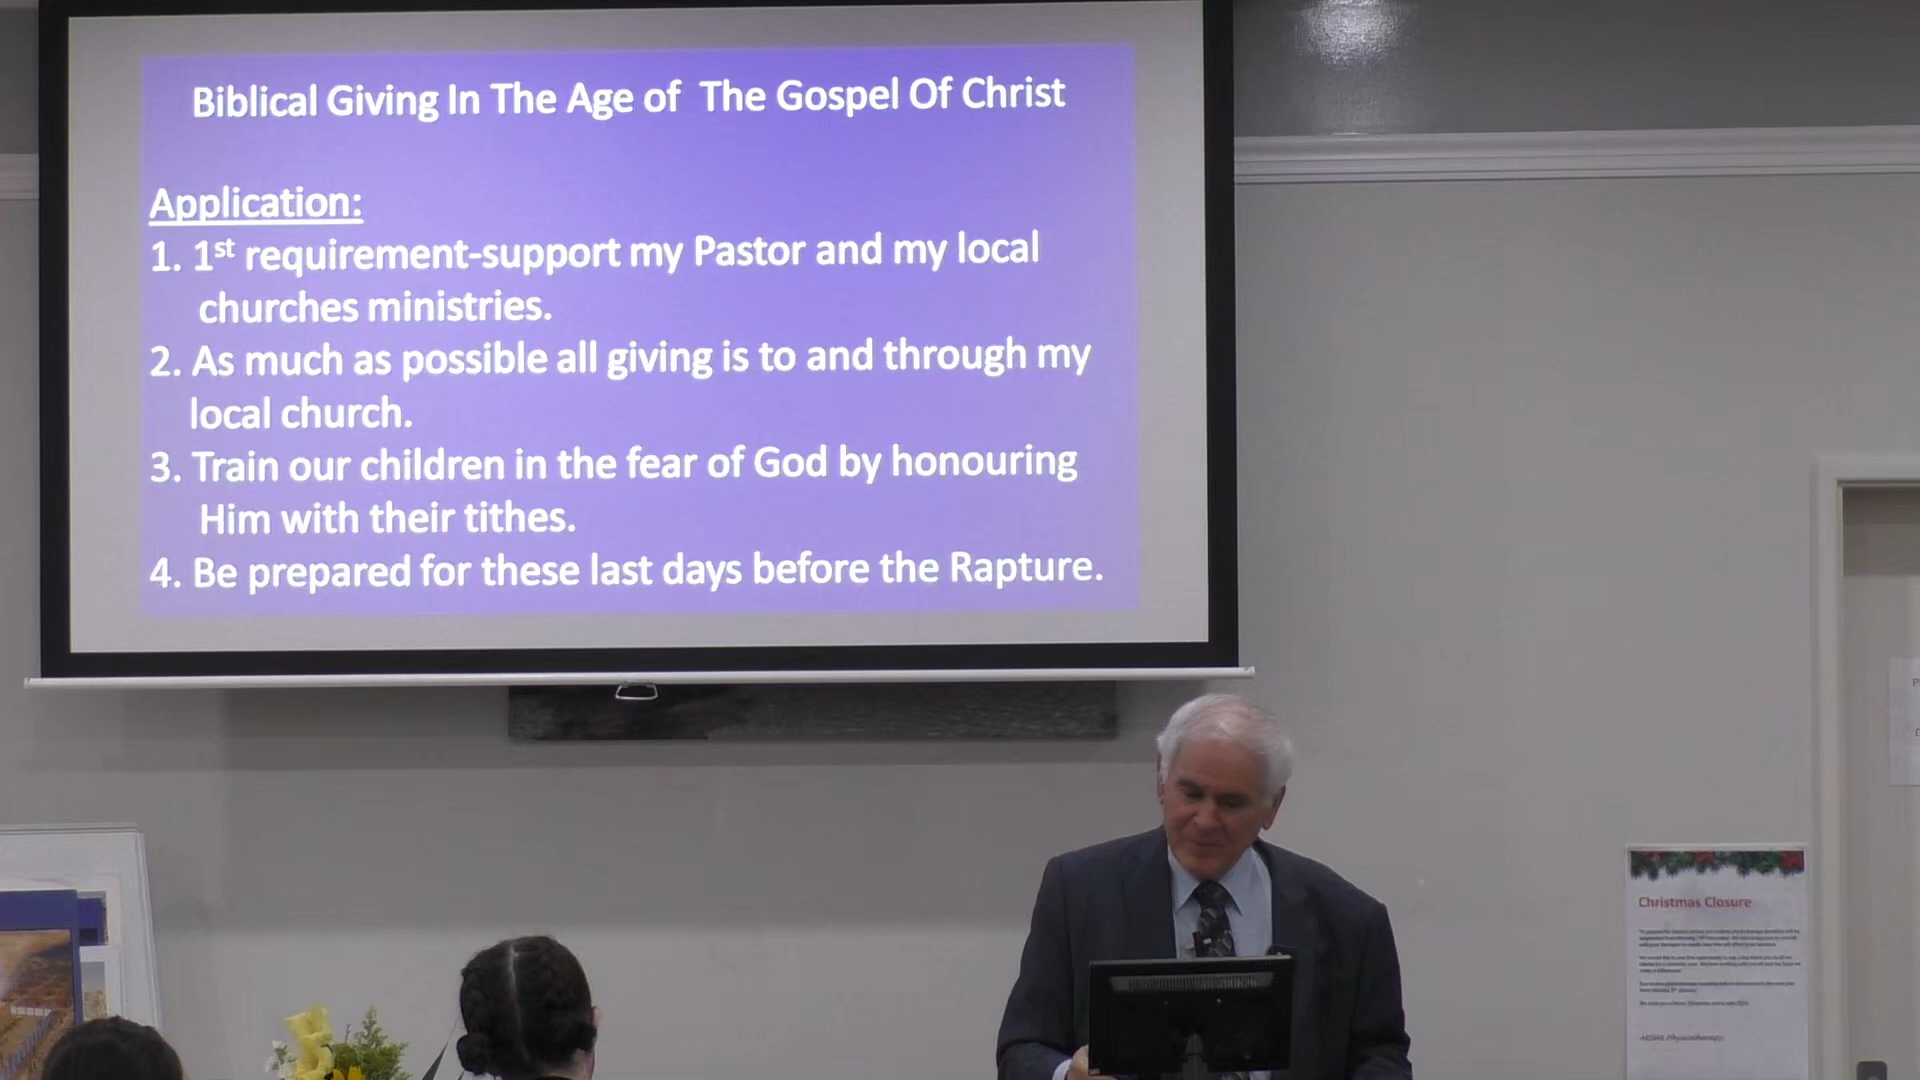 Biblical Giving In The Age of The Gospel Of Christ
Application:
1. 1st requirement-support my Pastor and my local
churches ministries.
2. As much as possible all giving is to and through my
local church.
3. Train our children in the fear of God by honouring
Him with their tithes.
4. Be prepared for these last days before the Rapture.
Christmas Closure